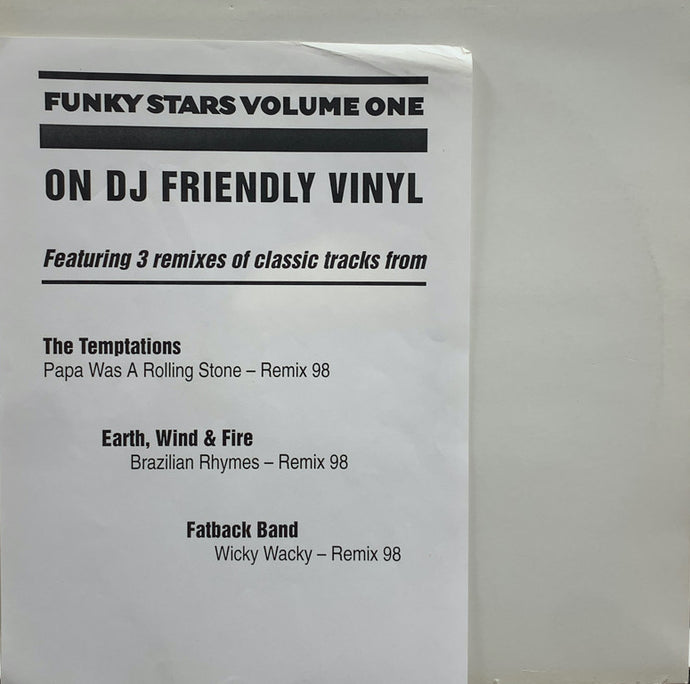 FUNKY STARS VOLUME ONE
ON DJ FRIENDLY VINYL
Featuring 3 remixes of classic tracks from
The Temptations
Papa Was A Rolling Stone – Remix 98
Earth, Wind & Fire
Brazilian Rhymes – Remix 98
Fatback Band
Wicky Wacky – Remix 98